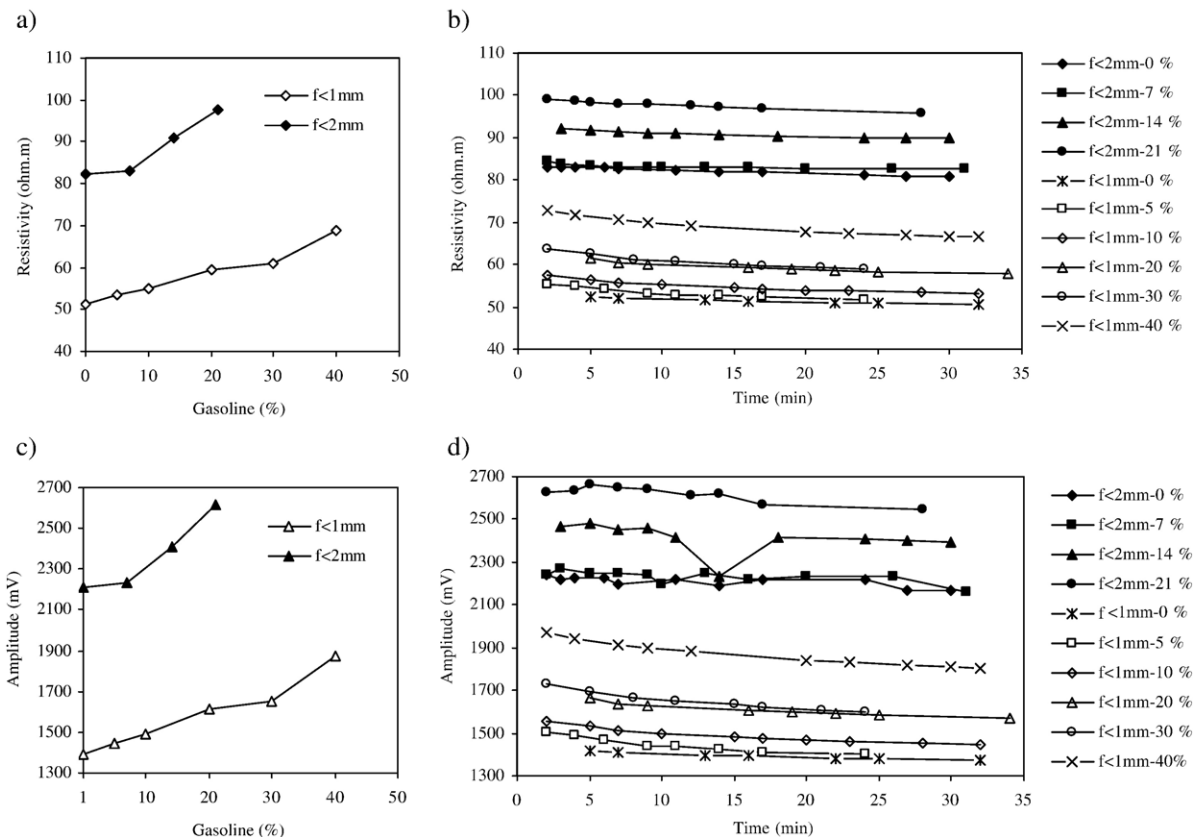 a)
Resistivity (ohm.m)
110
100
90
80
70
60
50
40
0 10 20 30 40 50
Gasoline (%)
f<1mm
f<2mm
b)
Resistivity (ohm.m)
110
100
90
80
70
60
50
40
0 5 10 15 20 25 30 35
Time (min)
f<2mm-0 %
f<2mm-7 %
f<2mm-14 %
f<2mm-21 %
f<1mm-0 %
f<1mm-5 %
f<1mm-10 %
f<1mm-20 %
f<1mm-30 %
f<1mm-40 %
c)
Amplitude (mV)
2700
2500
2300
2100
1900
1700
1500
1300
1 10 20 30 40 50
Gasoline (%)
f<1mm
f<2mm
d)
Amplitude (mV)
2700
2500
2300
2100
1900
1700
1500
1300
0 5 10 15 20 25 30 35
Time (min)
f<2mm-0 %
f<2mm-7 %
f<2mm-14 %
f<2mm-21 %
f <1mm-0 %
f<1mm-5 %
f<1mm-10 %
f<1mm-20 %
f<1mm-30 %
f<1mm-40%